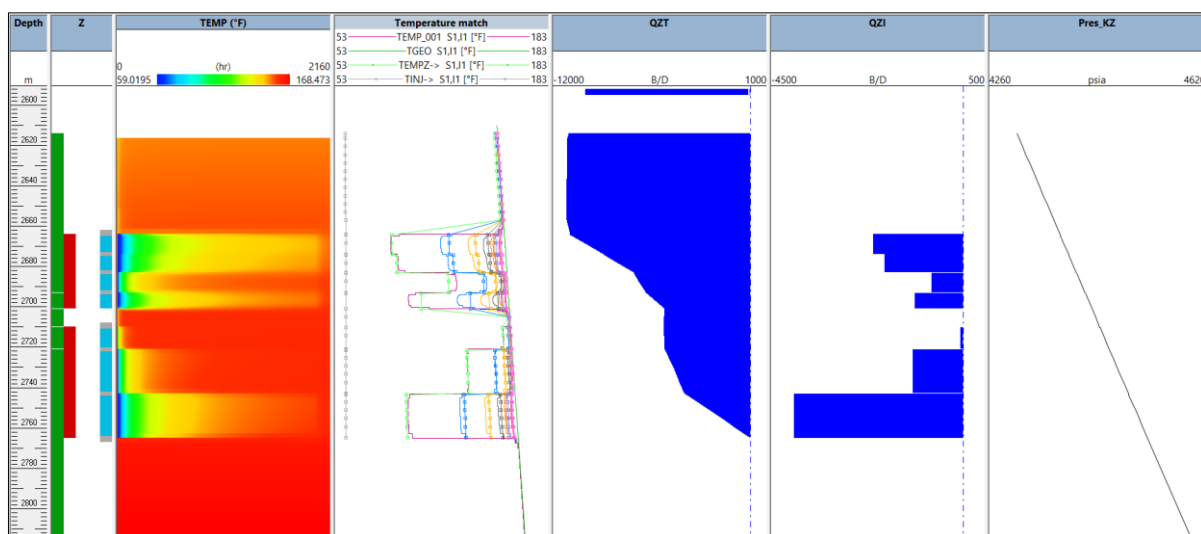 Depth
Z
TEMP (°F)
Temperature match
QZT
QZI
Pres_KZ
53 TEMP_001 S1,I1 [°F] 183
53 TGEO S1,I1 [°F] 183
53 TEMPZ-> S1,I1 [°F] 183
53 TINJ-> S1,I1 [°F] 183
m
0 (hr) 2160
59.0195 168.473
-12000 B/D 1000
-4500 B/D 500
4260 psia 4620
2600
2620
2640
2660
2680
2700
2720
2740
2760
2780
2800